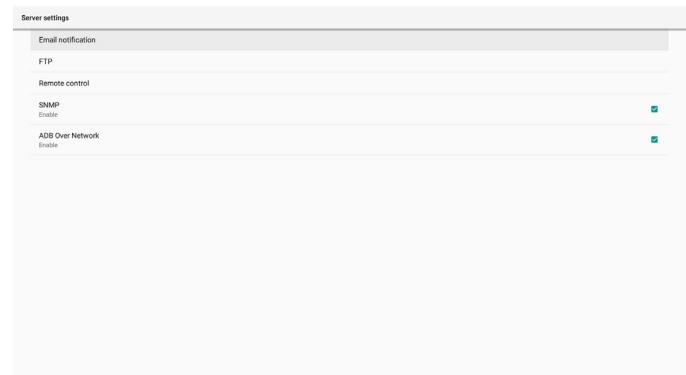 Server settings
Email notification
FTP
Remote control
SNMP
Enable
ADB Over Network
Enable